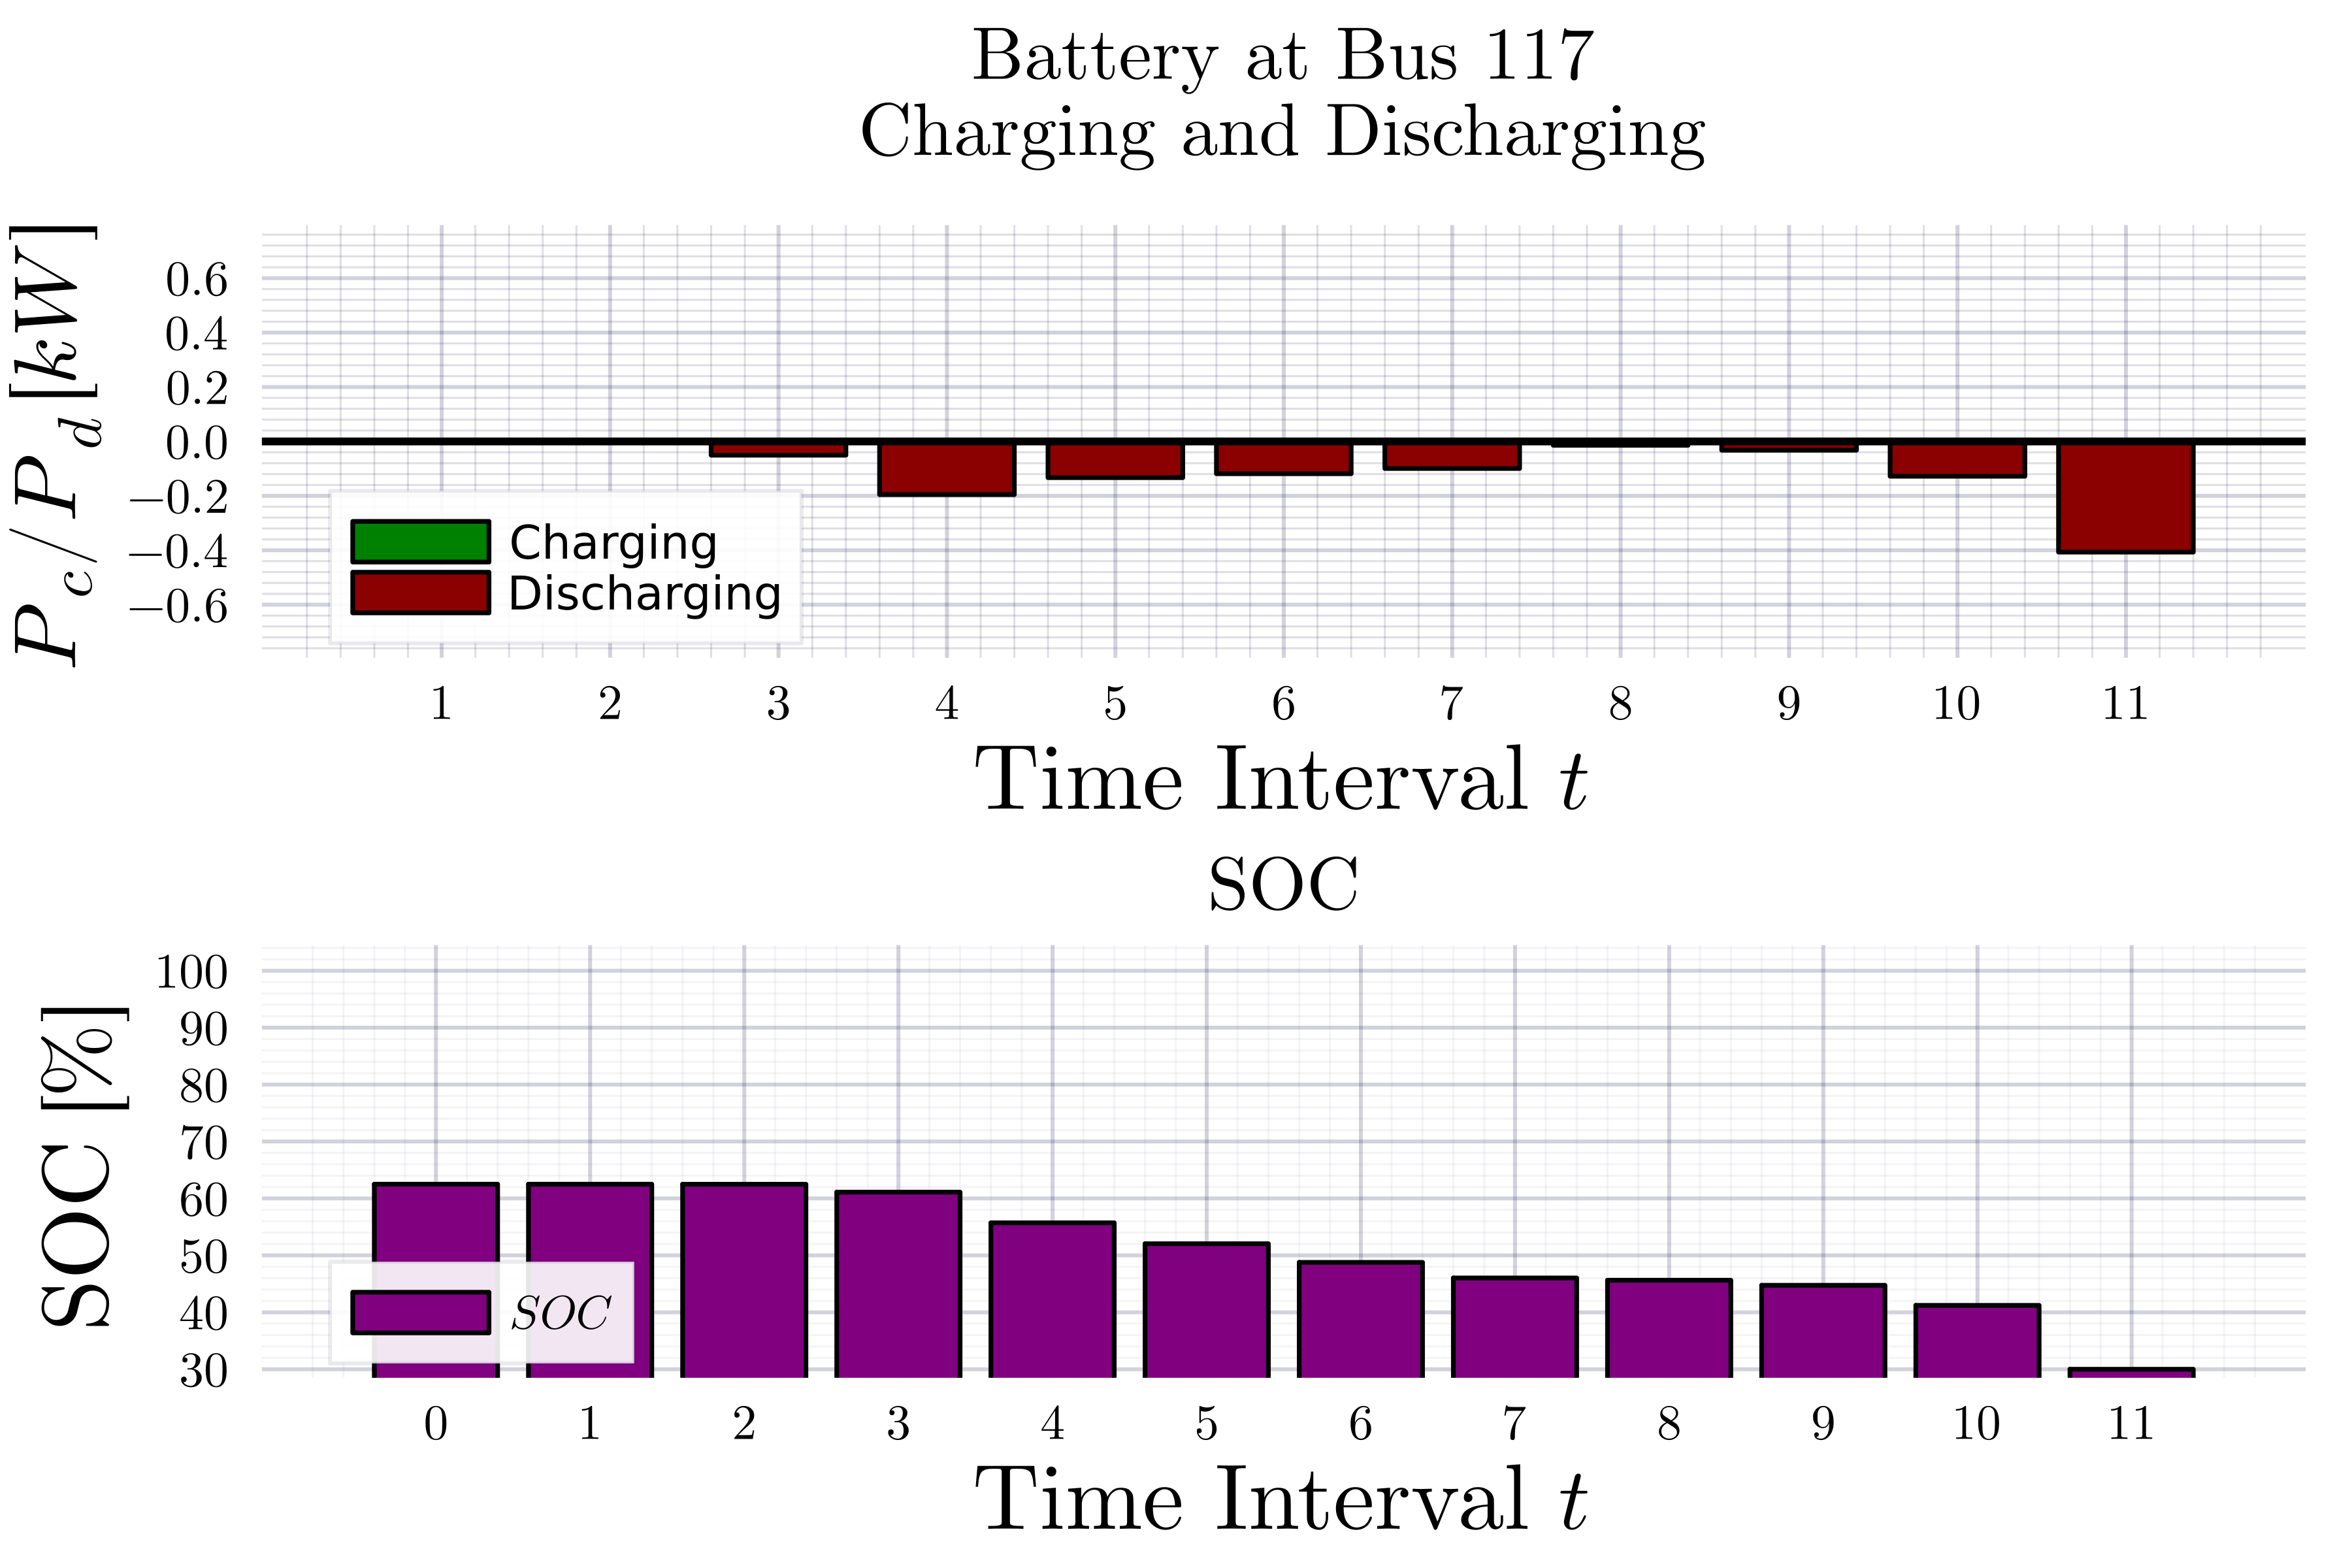 Battery at Bus 117
Charging and Discharging
P_c/P_d [kW]
0.6
0.4
0.2
0.0
−0.2
−0.4
−0.6
Charging
Discharging
1 2 3 4 5 6 7 8 9 10 11
Time Interval t
SOC
SOC [%]
100
90
80
70
60
50
40
30
SOC
0 1 2 3 4 5 6 7 8 9 10 11
Time Interval t